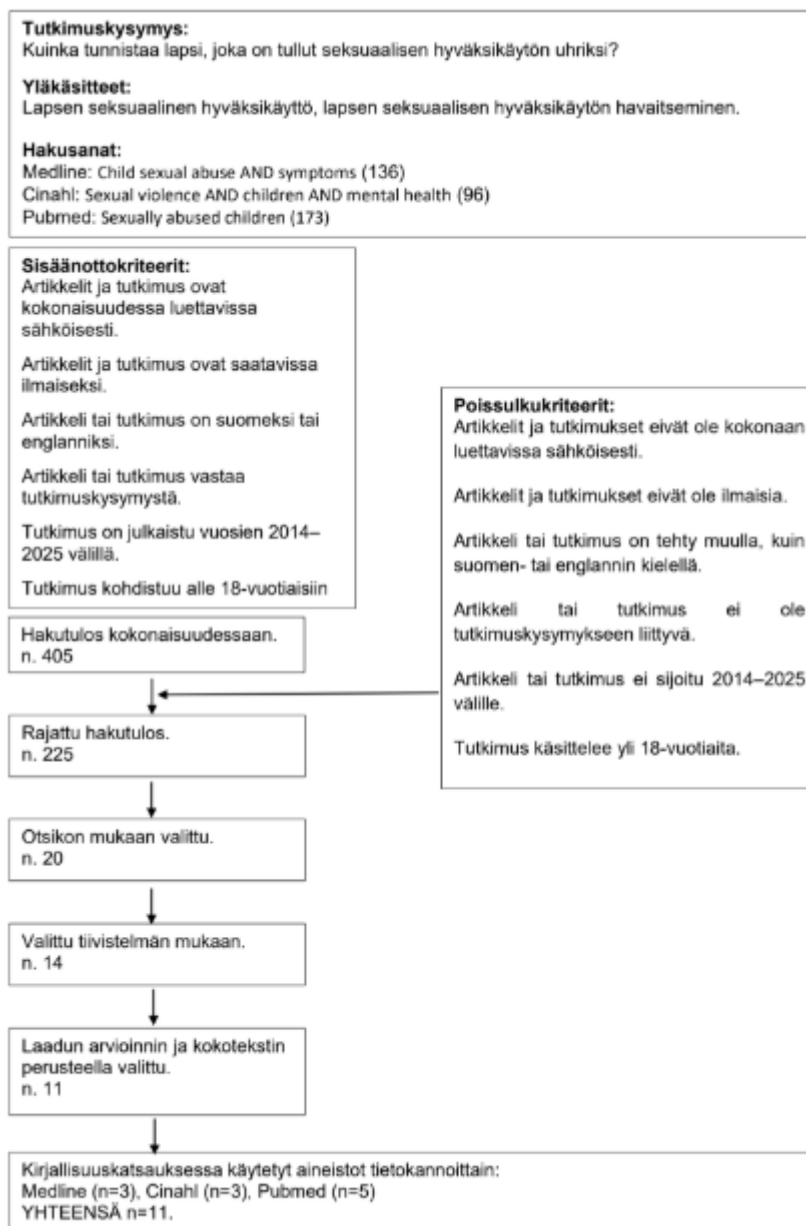 Tutkimuskysymys:
Kuinka tunnistaa lapsi, joka on tullut seksuaalisen hyväksikäytön uhriksi?
Yläkäsitteet:
Lapsen seksuaalinen hyväksikäyttö, lapsen seksuaalisen hyväksikäytön havaitseminen.
Hakusanat:
Medline: Child sexual abuse AND symptoms (136)
Cinahl: Sexual violence AND children AND mental health (96)
Pubmed: Sexually abused children (173)
Sisäänottokriteerit:
Artikkelit ja tutkimus ovat
kokonaisuudessa luettavissa
sähköisesti.
Artikkelit ja tutkimus ovat saatavissa
ilmaiseksi.
Artikkeli tai tutkimus on suomeksi tai
englanniksi.
Artikkeli tai tutkimus vastaa
tutkimuskysymystä.
Tutkimus on julkaistu vuosien 2014–
2025 välillä.
Tutkimus kohdistuu alle 18-vuotiaisiin
Poissulkukriteerit:
Artikkelit ja tutkimukset eivät ole kokonaan
luettavissa sähköisesti.
Artikkelit ja tutkimukset eivät ole ilmaisia.
Artikkeli tai tutkimus on tehty muulla, kuin
suomen- tai englannin kielellä.
Artikkeli tai tutkimus ei ole
tutkimuskysymykseen liittyvä.
Artikkeli tai tutkimus ei sijoitu 2014–2025
välille.
Tutkimus käsittelee yli 18-vuotiaita.
Hakutulos kokonaisuudessaan.
n. 405
Rajattu hakutulos.
n. 225
Otsikon mukaan valittu.
n. 20
Valittu tiivistelmän mukaan.
n. 14
Laadun arvioinnin ja kokotekstin
perusteella valittu.
n. 11
Kirjallisuuskatsauksessa käytetyt aineistot tietokannoittain:
Medline (n=3), Cinahl (n=3), Pubmed (n=5)
YHTEENSÄ n=11.